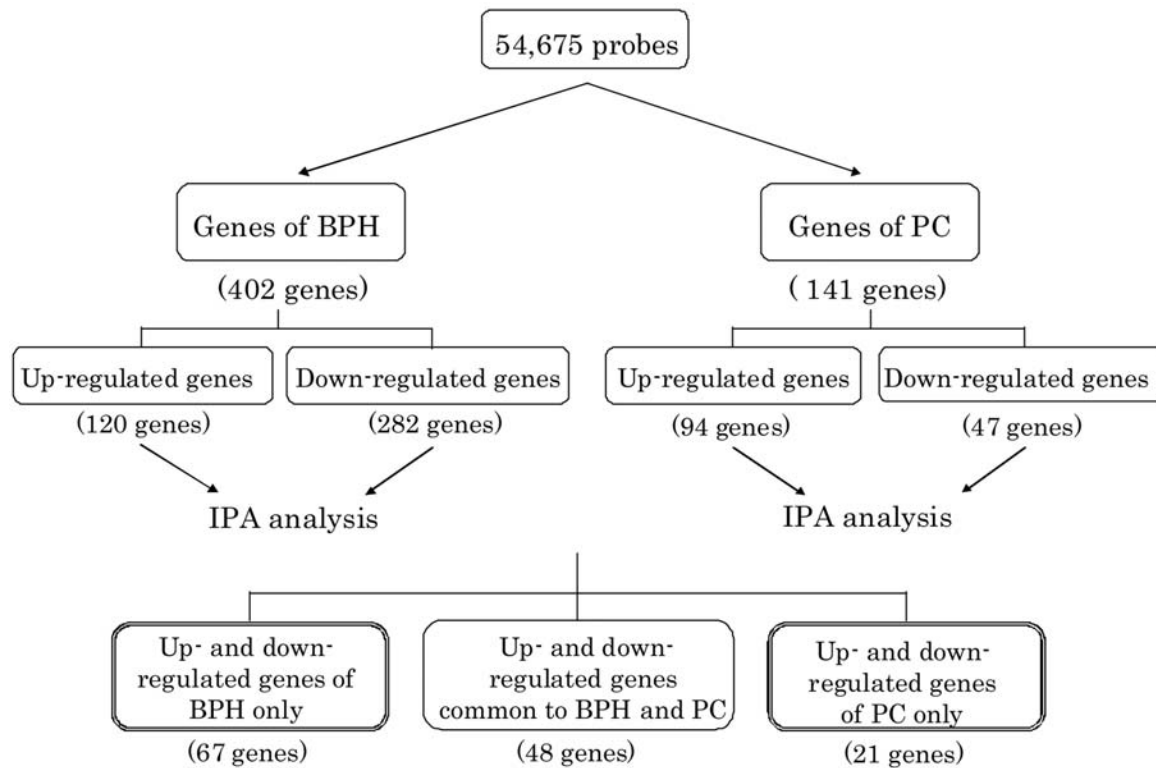 54,675 probes
Genes of BPH
Genes of PC
(402 genes)
( 141 genes)
Up-regulated genes
Down-regulated genes
Up-regulated genes
Down-regulated genes
(120 genes)
(282 genes)
(94 genes)
(47 genes)
IPA analysis
IPA analysis
Up- and down-
regulated genes of
BPH only
(67 genes)
Up- and down-
regulated genes
common to BPH and PC
(48 genes)
Up- and down-
regulated genes
of PC only
(21 genes)